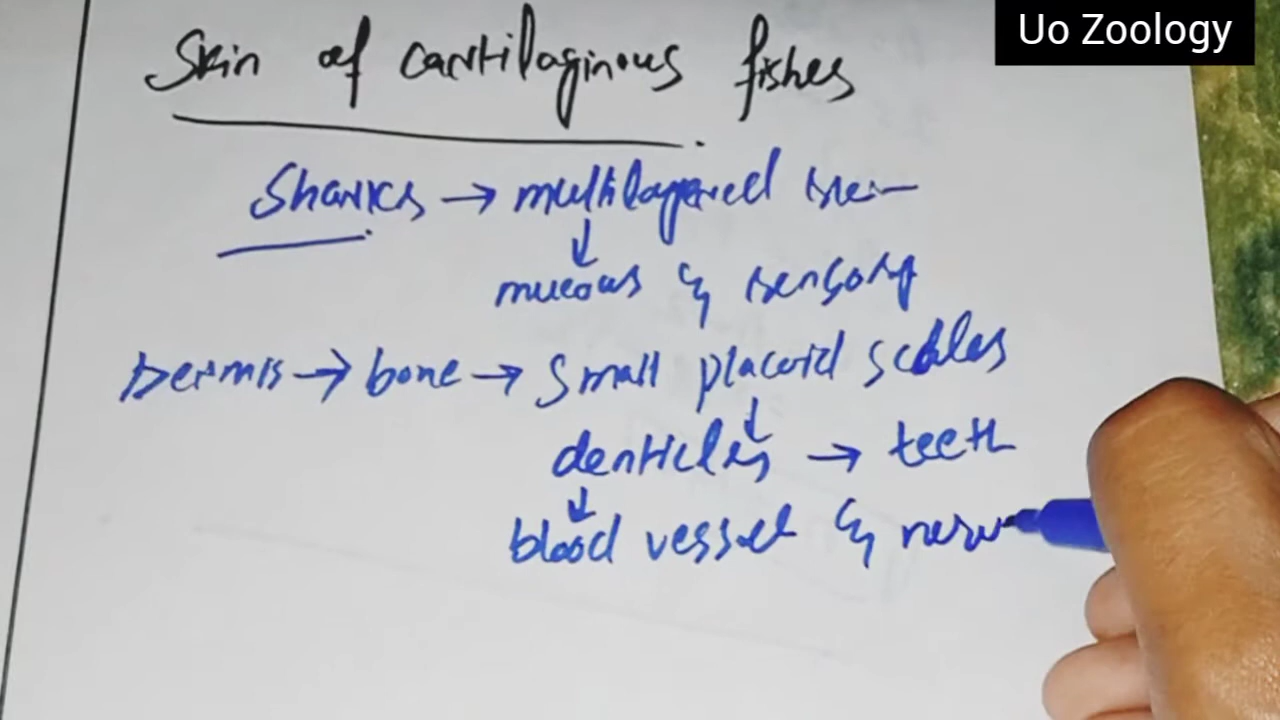 Uo Zoology
Skin of cartilaginous fishes
Sharks → multilayered
↓
mucous & sensory
Dermis → bone → small placoid scales
↓
denticles → teeth
↓
blood vessel & nerv